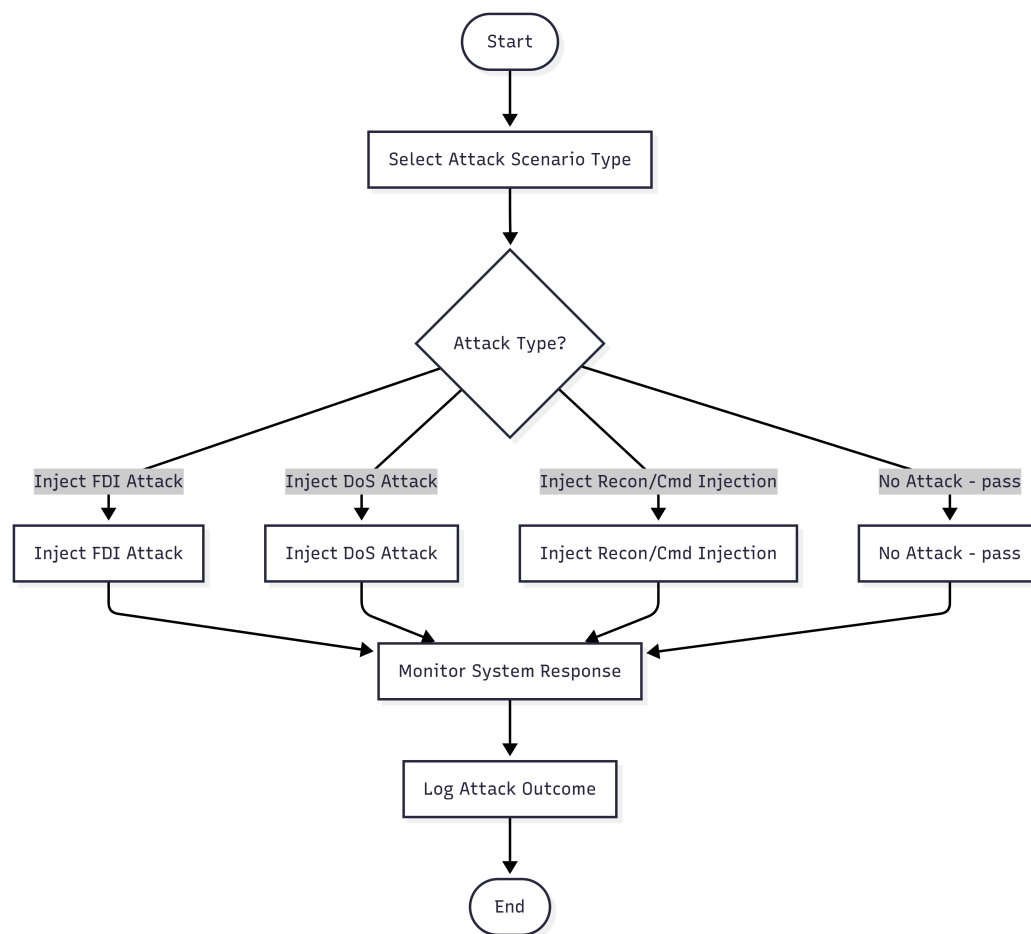 Start
Select Attack Scenario Type
Attack Type?
Inject FDI Attack
Inject DoS Attack
Inject Recon/Cmd Injection
No Attack - pass
Inject FDI Attack
Inject DoS Attack
Inject Recon/Cmd Injection
No Attack - pass
Monitor System Response
Log Attack Outcome
End